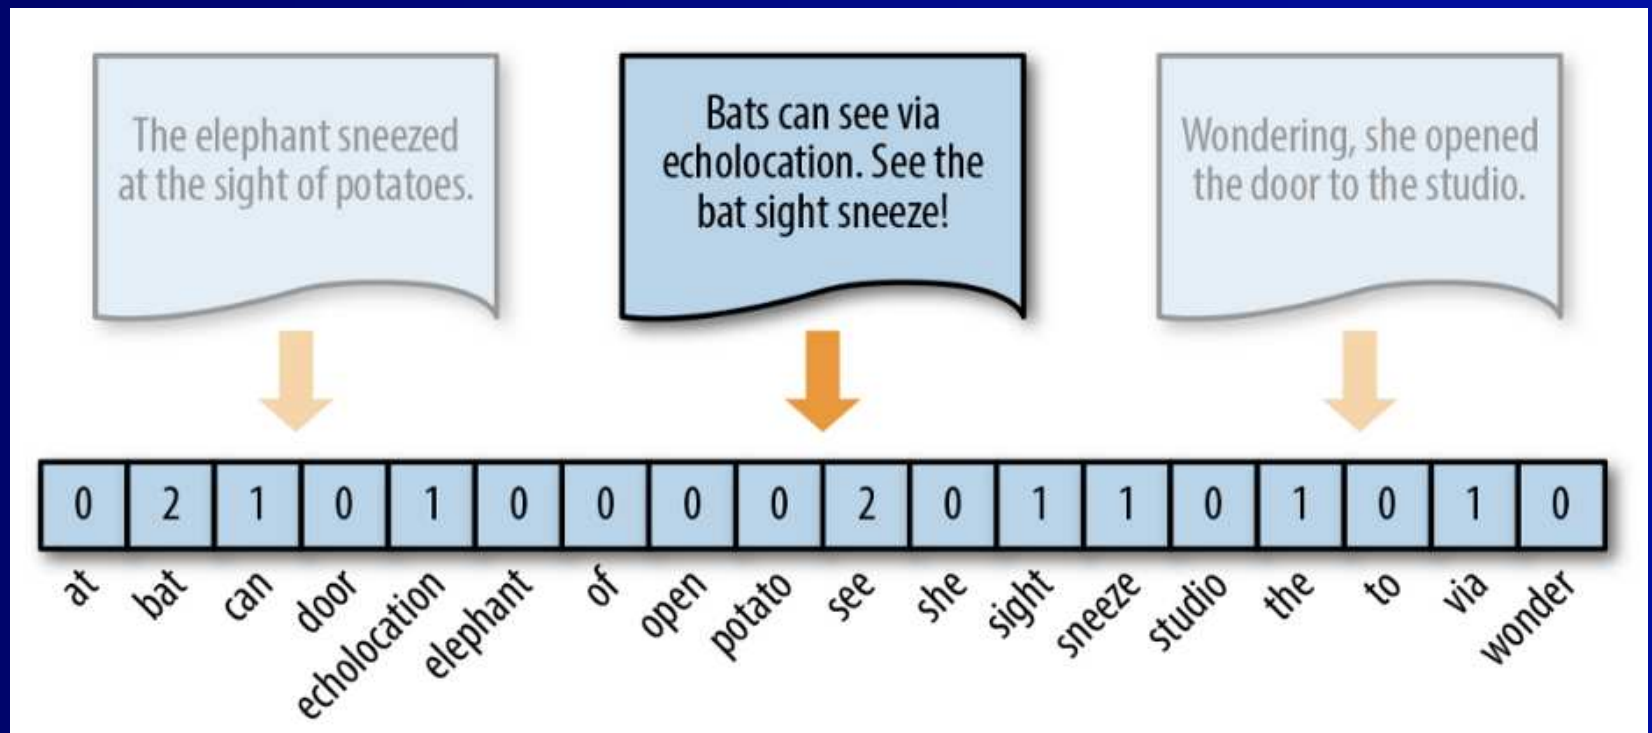 The elephant sneezed
at the sight of potatoes.
Bats can see via
echolocation. See the
bat sight sneeze!
Wondering, she opened
the door to the studio.
0 2 1 0 1 0 0 0 0 2 0 1 1 0 1 0 1 0
at bat can door echolocation elephant of open potato see she sight sneeze studio the to via wonder